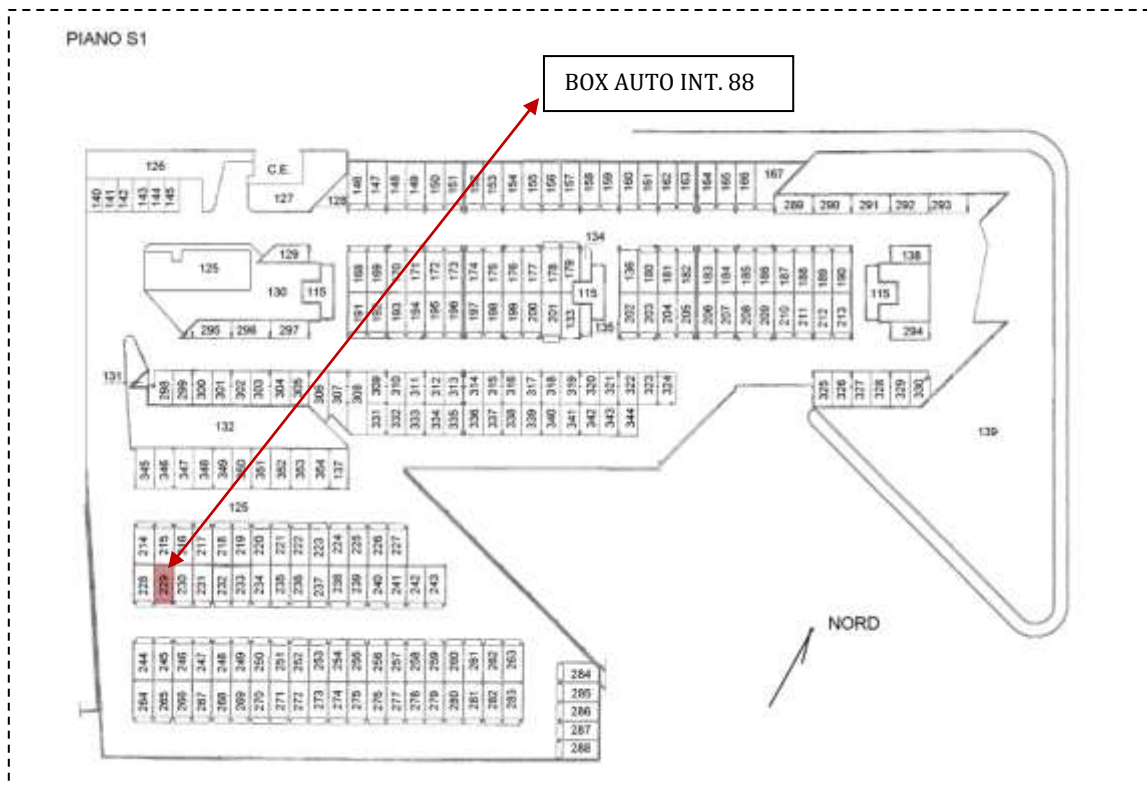 PIANO S1
BOX AUTO INT. 88
126 C.E. 146 147 148 149 150 151 152 153 154 155 156 157 158 159 160 161 162 163 164 165 166 167
140 141 142 143 144 145 127 128
289 290 291 292 293
139
134
129 168 169 170 171 172 173 174 175 176 177 178 179 136 180 181 182 183 184 185 186 187 188 189 190 138
125
130 115 115 115
191 192 193 194 195 196 197 198 199 200 201 133 135 202 203 204 205 206 207 208 209 210 211 212 213
295 296 297 294
131 298 299 300 301 302 303 304 305 306 307 308 309 310 311 312 313 314 315 316 317 318 319 320 321 322 323 324 325 326 327 328 329 330
132 331 332 333 334 335 336 337 338 339 340 341 342 343 344
139
345 346 347 348 349 350 351 352 353 354 137
125
214 215 216 217 218 219 220 221 222 223 224 225 226 227
228 229 230 231 232 233 234 235 236 237 238 239 240 241 242 243
NORD
244 245 246 247 248 249 250 251 252 253 254 255 256 257 258 259 260 261 262 263
264 265 266 267 268 269 270 271 272 273 274 275 276 277 278 279 280 281 282 283
284
285
286
287
288